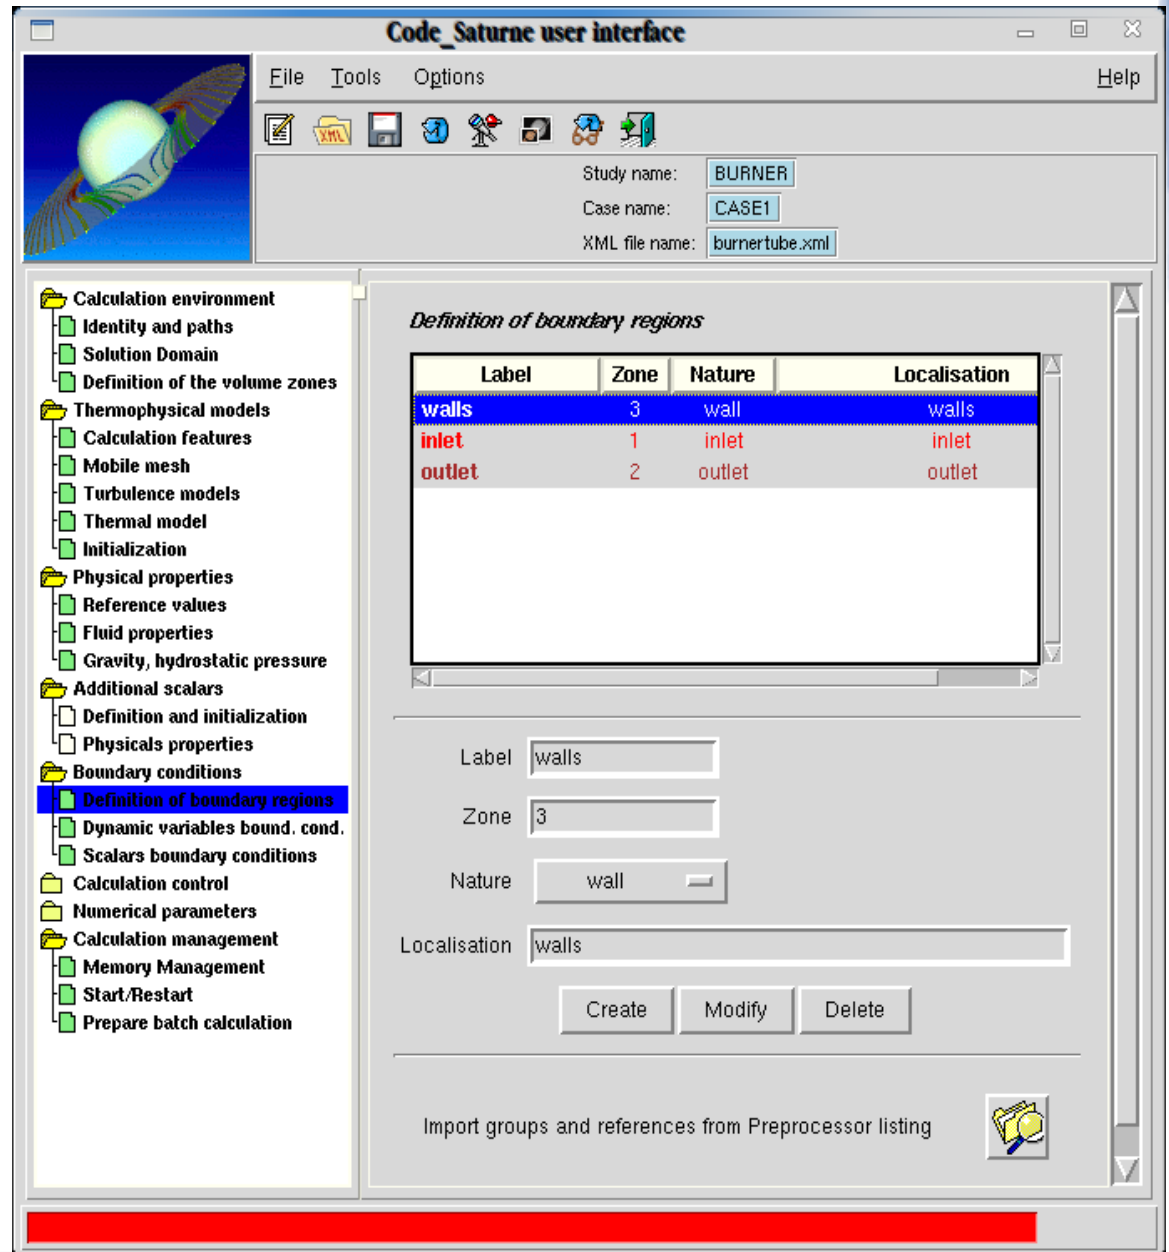 Code_Saturne user interface
File Tools Options Help
XML
Study name: BURNER
Case name: CASE1
XML file name: burnertube.xml
Calculation environment
Identity and paths
Solution Domain
Definition of the volume zones
Thermophysical models
Calculation features
Mobile mesh
Turbulence models
Thermal model
Initialization
Physical properties
Reference values
Fluid properties
Gravity, hydrostatic pressure
Additional scalars
Definition and initialization
Physicals properties
Boundary conditions
Definition of boundary regions
Dynamic variables bound. cond.
Scalars boundary conditions
Calculation control
Numerical parameters
Calculation management
Memory Management
Start/Restart
Prepare batch calculation
Definition of boundary regions
Label Zone Nature Localisation
walls 3 wall walls
inlet 1 inlet inlet
outlet 2 outlet outlet
Label walls
Zone 3
Nature wall
Localisation walls
Create Modify Delete
Import groups and references from Preprocessor listing